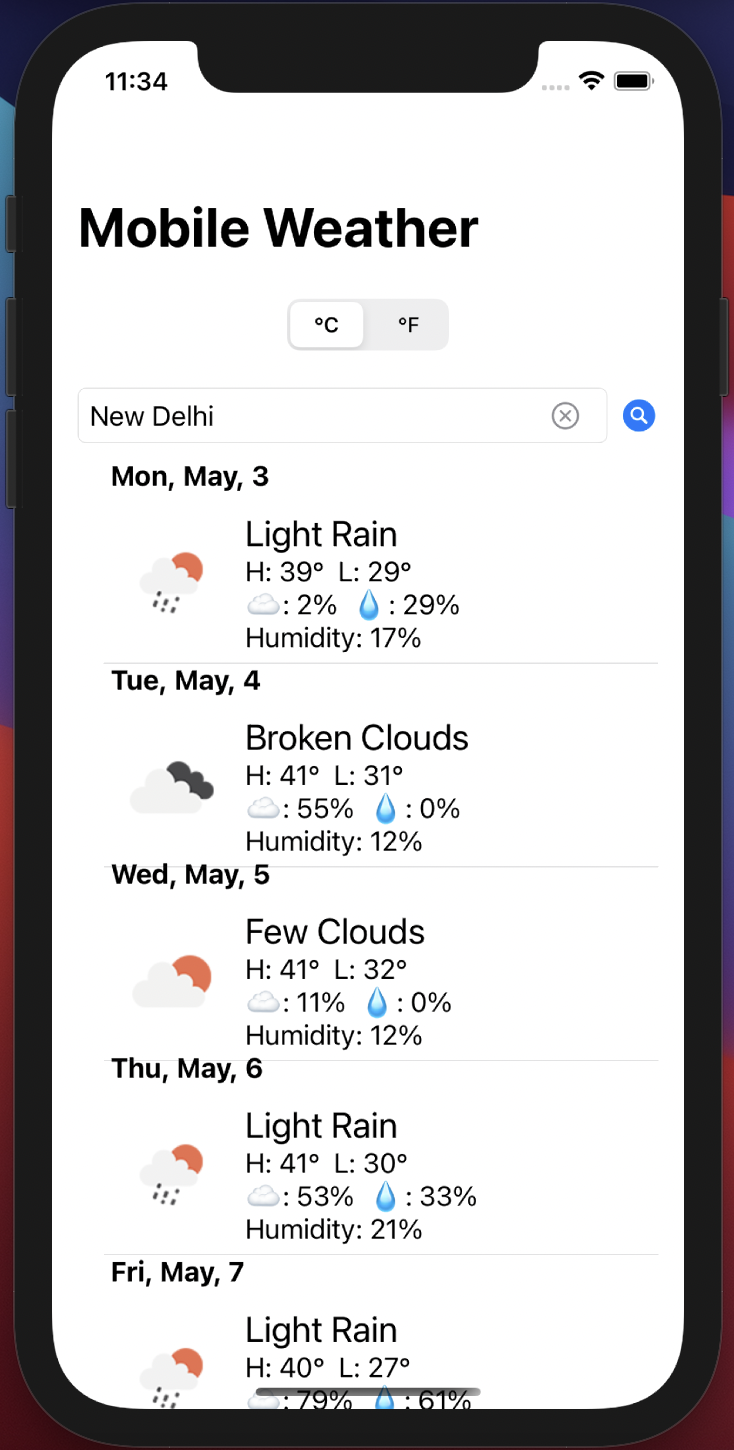 11:34
Mobile Weather
°C °F
New Delhi
Mon, May, 3
Light Rain
H: 39° L: 29°
: 2% : 29%
Humidity: 17%
Tue, May, 4
Broken Clouds
H: 41° L: 31°
: 55% : 0%
Humidity: 12%
Wed, May, 5
Few Clouds
H: 41° L: 32°
: 11% : 0%
Humidity: 12%
Thu, May, 6
Light Rain
H: 41° L: 30°
: 53% : 33%
Humidity: 21%
Fri, May, 7
Light Rain
H: 40° L: 27°
: 79% : 61%